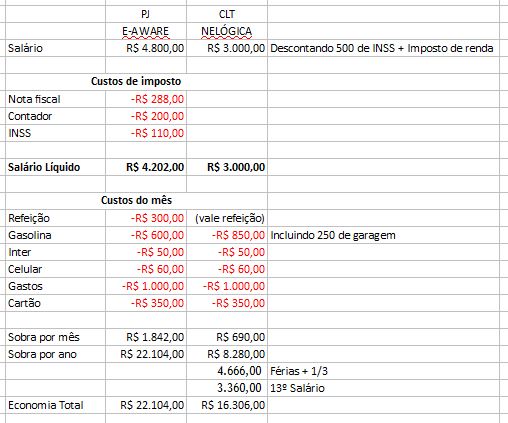 PJ CLT
E-AWARE NELÓGICA
Salário R$ 4.800,00 R$ 3.000,00 Descontando 500 de INSS + Imposto de renda
Custos de imposto
Nota fiscal -R$ 288,00
Contador -R$ 200,00
INSS -R$ 110,00
Salário Líquido R$ 4.202,00 R$ 3.000,00
Custos do mês
Refeição -R$ 300,00 (vale refeição)
Gasolina -R$ 600,00 -R$ 850,00 Incluindo 250 de garagem
Inter -R$ 50,00 -R$ 50,00
Celular -R$ 60,00 -R$ 60,00
Gastos -R$ 1.000,00 -R$ 1.000,00
Cartão -R$ 350,00 -R$ 350,00
Sobra por mês R$ 1.842,00 R$ 690,00
Sobra por ano R$ 22.104,00 R$ 8.280,00
4.666,00 Férias + 1/3
3.360,00 13º Salário
Economia Total R$ 22.104,00 R$ 16.306,00